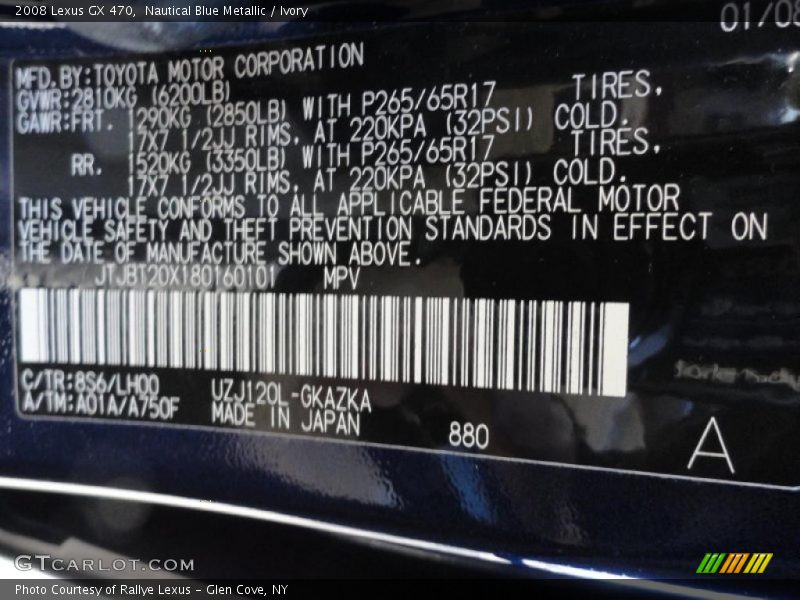 2008 Lexus GX 470, Nautical Blue Metallic / Ivory
01/08
MFD.BY:TOYOTA MOTOR CORPORATION
GVWR:2810KG (6200LB)
GAWR:FRT. 1290KG (2850LB) WITH P265/65R17 TIRES,
17X7 1/2JJ RIMS, AT 220KPA (32PSI) COLD.
RR. 1520KG (3350LB) WITH P265/65R17 TIRES,
17X7 1/2JJ RIMS, AT 220KPA (32PSI) COLD.
THIS VEHICLE CONFORMS TO ALL APPLICABLE FEDERAL MOTOR
VEHICLE SAFETY AND THEFT PREVENTION STANDARDS IN EFFECT ON
THE DATE OF MANUFACTURE SHOWN ABOVE.
JTJBT20X180160101 MPV
C/TR:8S6/LH00 UZJ120L-GKAZKA
A/TM:A01A/A750F MADE IN JAPAN
880
A
GTCARLOT.COM
Photo Courtesy of Rallye Lexus - Glen Cove, NY